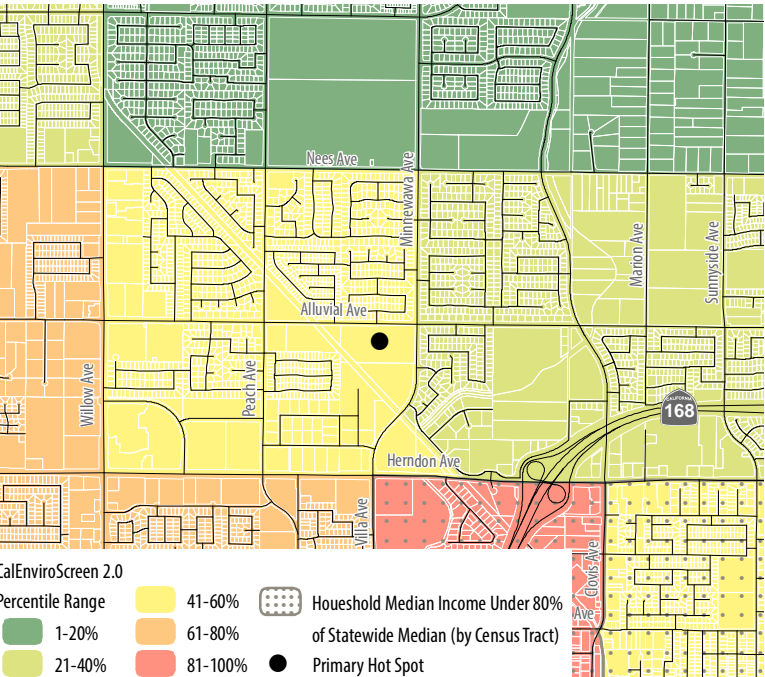 Nees Ave
Minnewawa Ave
Marion Ave
Sunnyside Ave
Alluvial Ave
Willow Ave
Peach Ave
CALIFORNIA
168
Herndon Ave
Villa Ave
Clovis Ave
Ave
CalEnviroScreen 2.0
Percentile Range
1-20%
21-40%
41-60%
61-80%
81-100%
Houeshold Median Income Under 80%
of Statewide Median (by Census Tract)
Primary Hot Spot